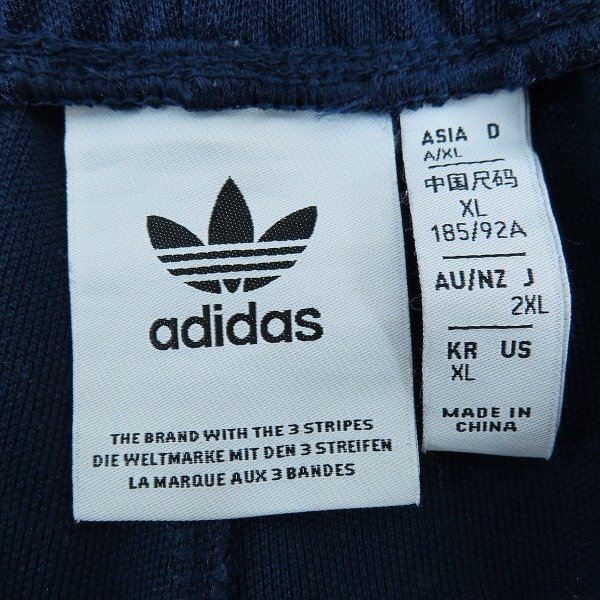 adidas
THE BRAND WITH THE 3 STRIPES
DIE WELTMARKE MIT DEN 3 STREIFEN
LA MARQUE AUX 3 BANDES
ASIA D
A/XL
中国尺码
XL
185/92A
AU/NZ J
2XL
KR US
XL
MADE IN
CHINA